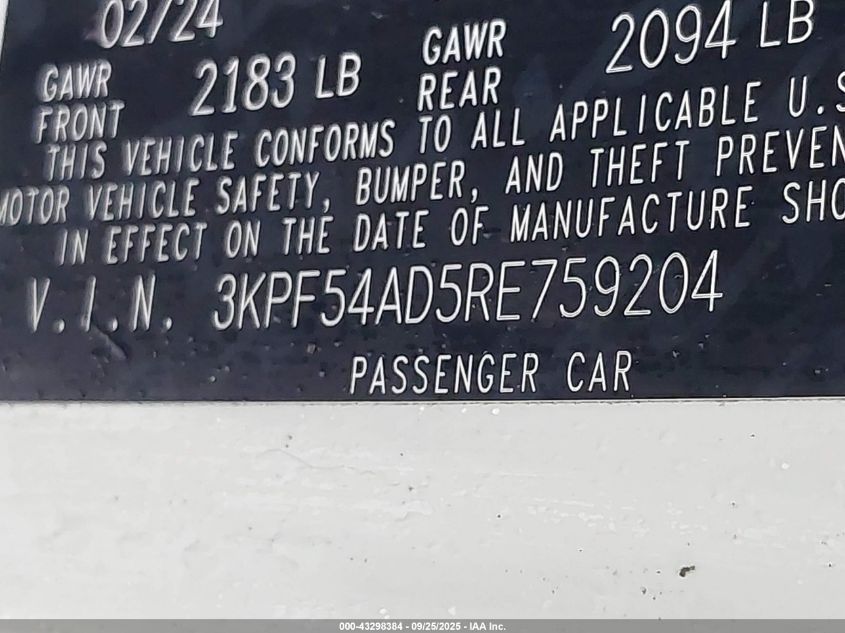 02/24
GAWR FRONT 2183 LB GAWR REAR 2094 LB
THIS VEHICLE CONFORMS TO ALL APPLICABLE U.S
MOTOR VEHICLE SAFETY, BUMPER, AND THEFT PREVEN
IN EFFECT ON THE DATE OF MANUFACTURE SHO
V.I.N. 3KPF54AD5RE759204
PASSENGER CAR
000-43298384 - 09/25/2025 - IAA Inc.